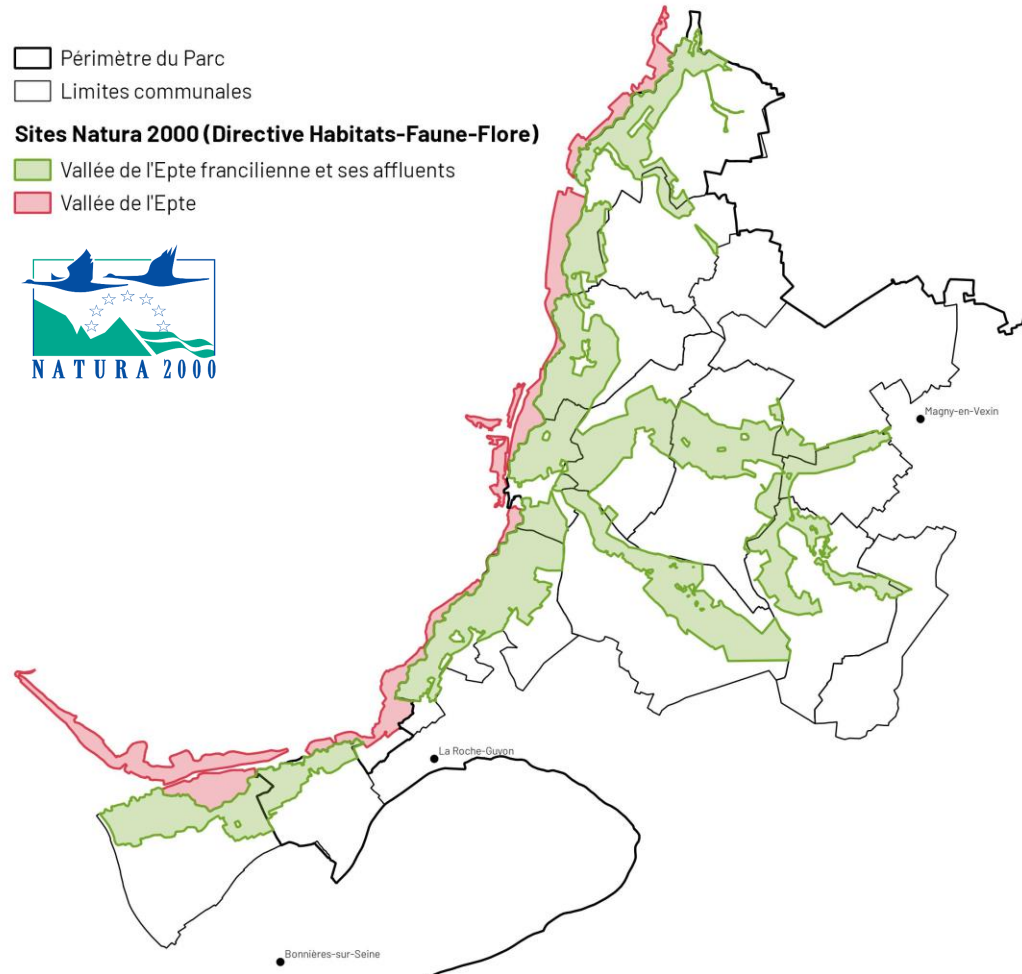 Périmètre du Parc
Limites communales
Sites Natura 2000 (Directive Habitats-Faune-Flore)
Vallée de l'Epte francilienne et ses affluents
Vallée de l'Epte
NATURA 2000
Magny-en-Vexin
La Roche-Guyon
Bonnières-sur-Seine